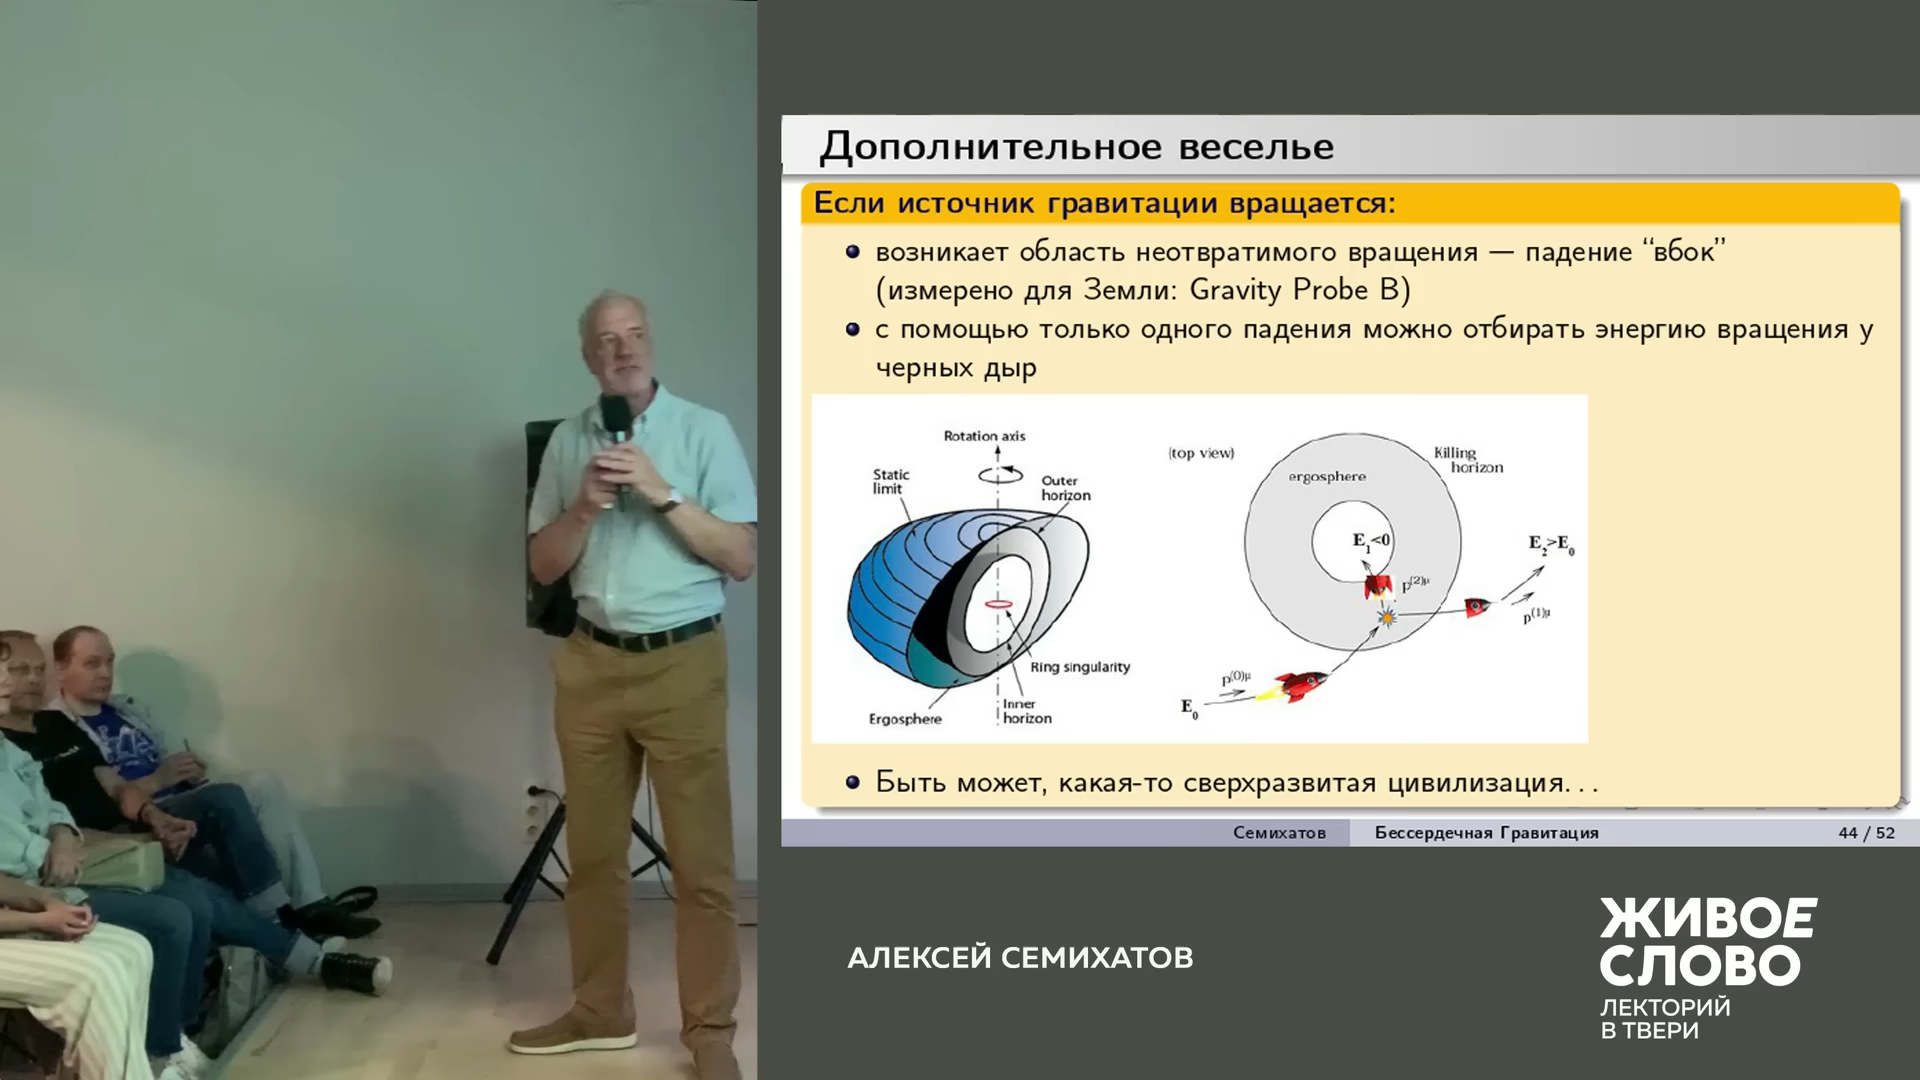 Дополнительное веселье
Если источник гравитации вращается:
возникает область неотвратимого вращения — падение “вбок”
(измерено для Земли: Gravity Probe B)
с помощью только одного падения можно отбирать энергию вращения у
черных дыр
Rotation axis
Static
limit
Outer
horizon
Ring singularity
Inner
horizon
Ergosphere
(top view)
Killing
horizon
ergosphere
E₁<0
E₂>E₀
p⁽²⁾μ
p⁽¹⁾μ
p⁽⁰⁾μ
E₀
Быть может, какая-то сверхразвитая цивилизация...
Семихатов
Бессердечная Гравитация
44 / 52
АЛЕКСЕЙ СЕМИХАТОВ
ЖИВОЕ
СЛОВО
ЛЕКТОРИЙ
В ТВЕРИ